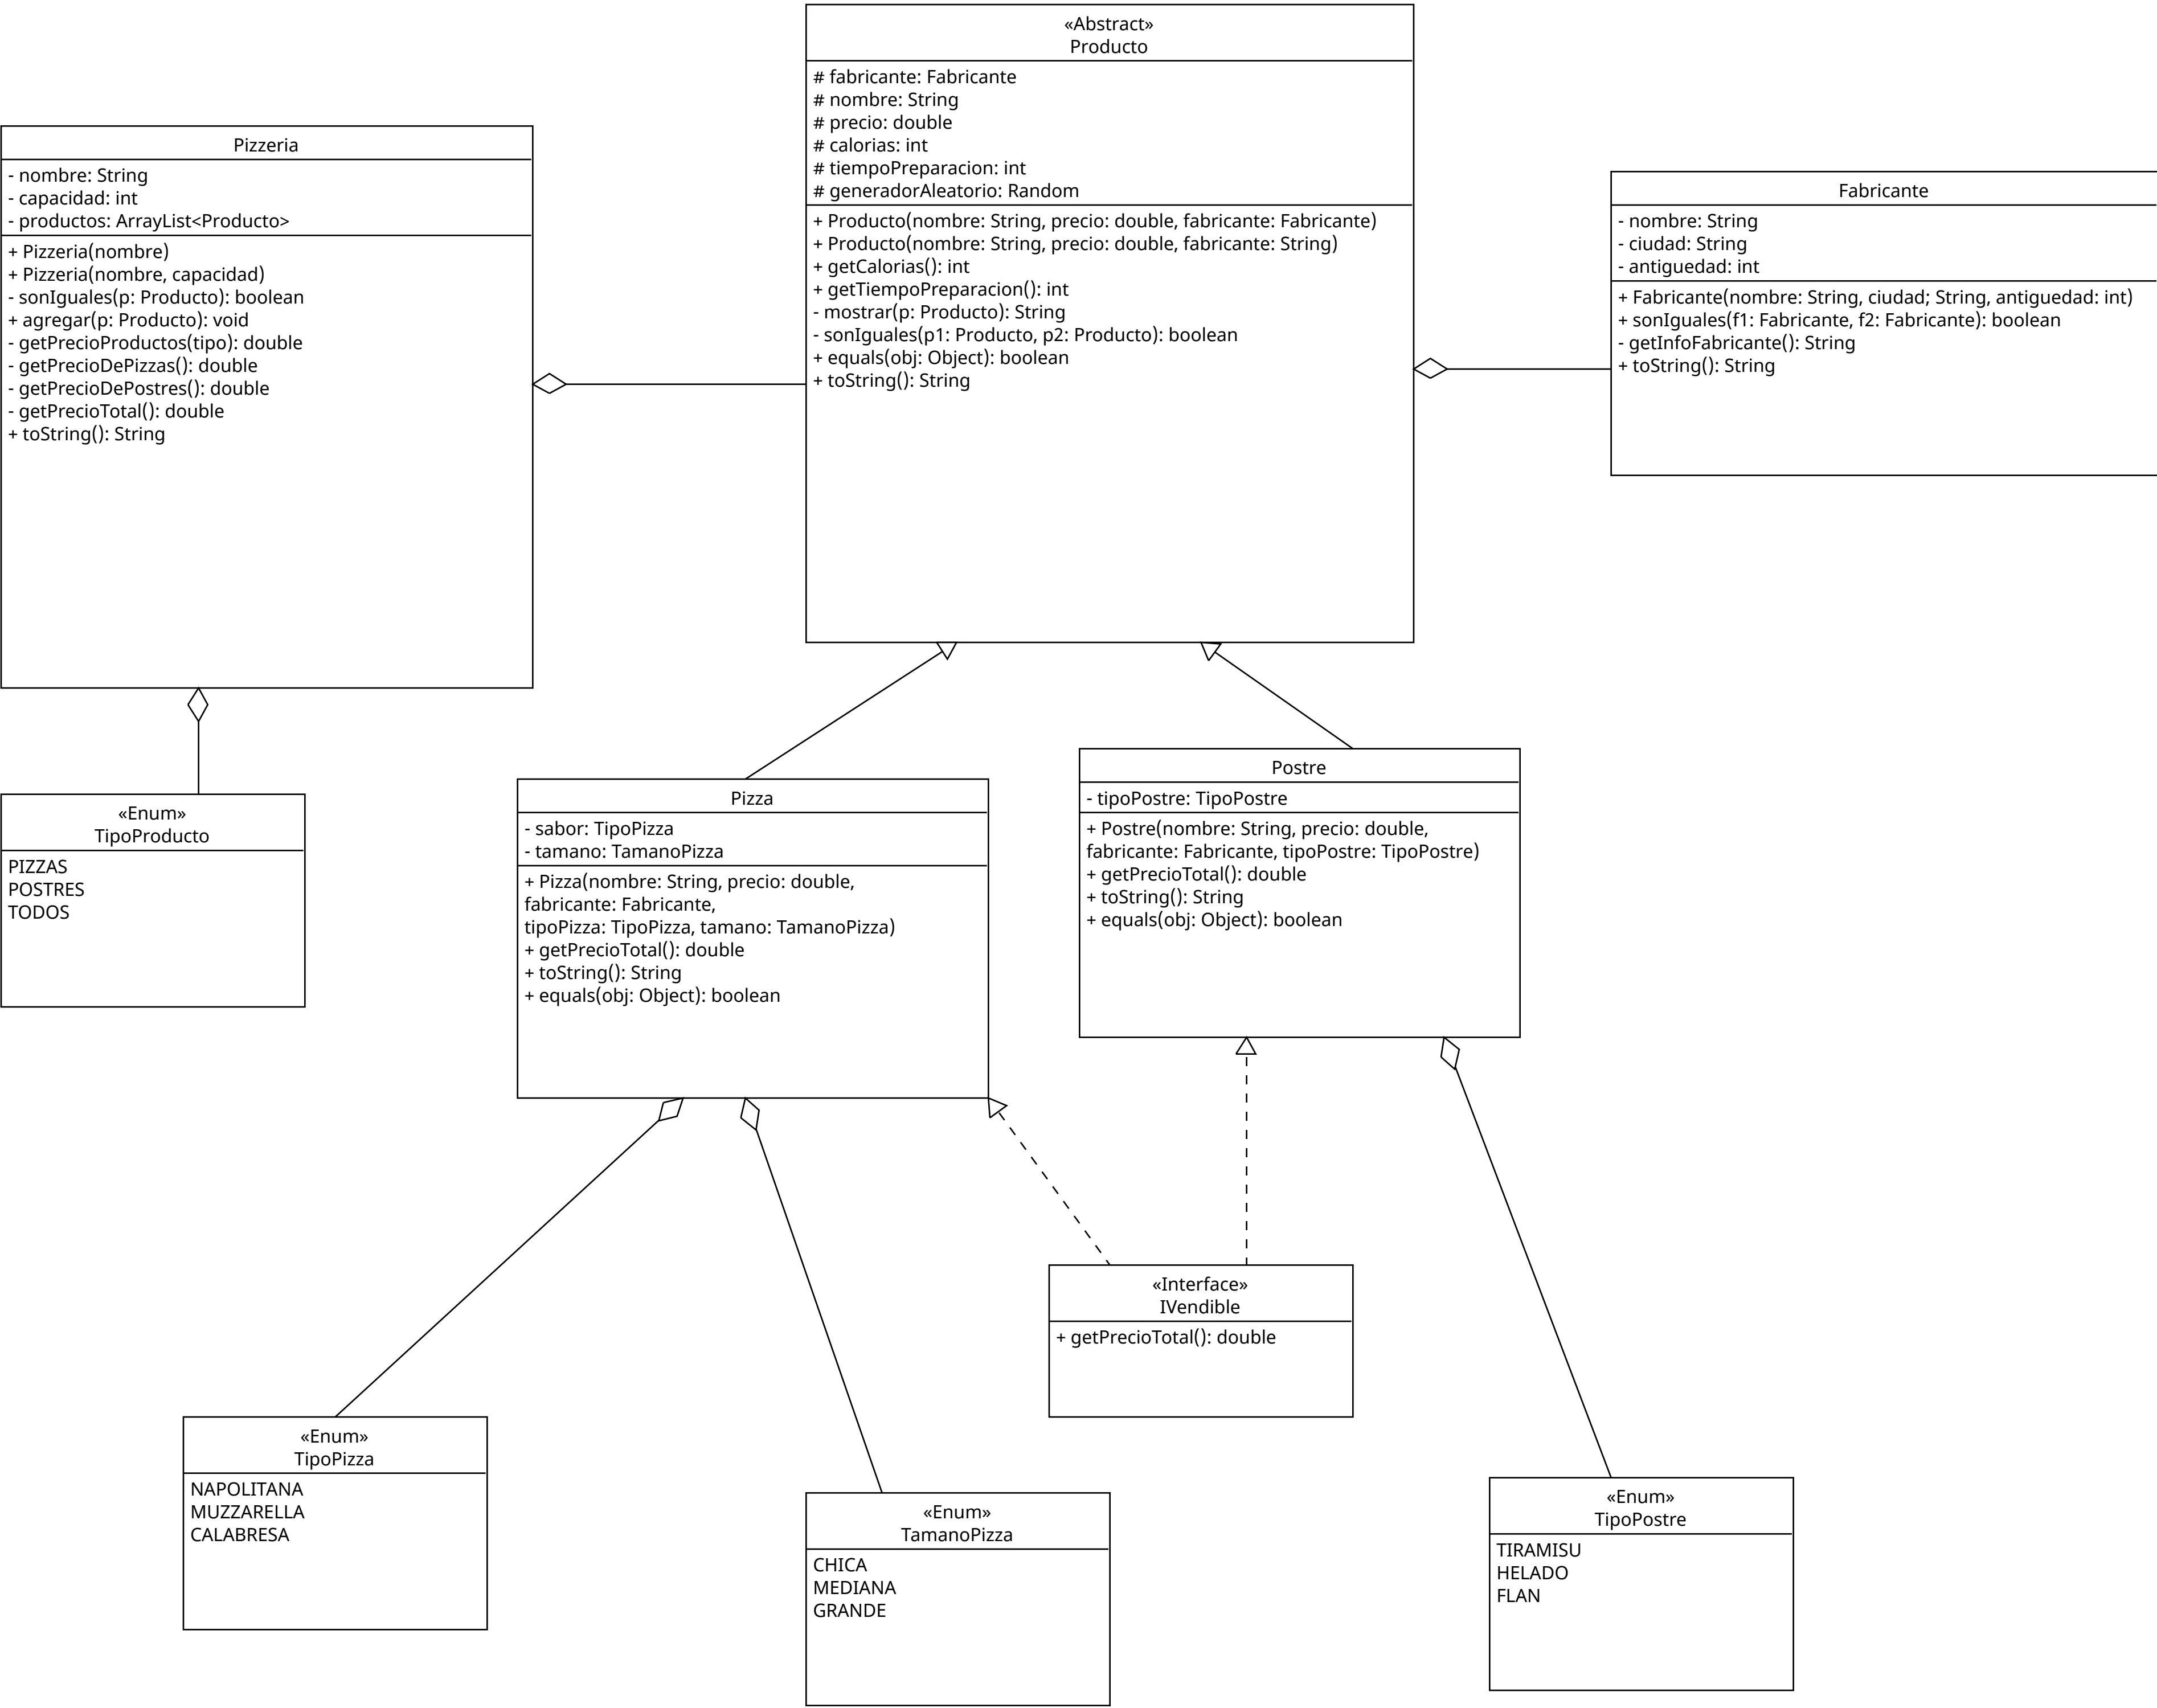 «Abstract»
Producto
# fabricante: Fabricante
# nombre: String
# precio: double
# calorias: int
# tiempoPreparacion: int
# generadorAleatorio: Random
+ Producto(nombre: String, precio: double, fabricante: Fabricante)
+ Producto(nombre: String, precio: double, fabricante: String)
+ getCalorias(): int
+ getTiempoPreparacion(): int
- mostrar(p: Producto): String
- sonIguales(p1: Producto, p2: Producto): boolean
+ equals(obj: Object): boolean
+ toString(): String
Pizzeria
- nombre: String
- capacidad: int
- productos: ArrayList<Producto>
+ Pizzeria(nombre)
+ Pizzeria(nombre, capacidad)
- sonIguales(p: Producto): boolean
+ agregar(p: Producto): void
- getPrecioProductos(tipo): double
- getPrecioDePizzas(): double
- getPrecioDePostres(): double
- getPrecioTotal(): double
+ toString(): String
Fabricante
- nombre: String
- ciudad: String
- antiguedad: int
+ Fabricante(nombre: String, ciudad; String, antiguedad: int)
+ sonIguales(f1: Fabricante, f2: Fabricante): boolean
- getInfoFabricante(): String
+ toString(): String
«Enum»
TipoProducto
PIZZAS
POSTRES
TODOS
Pizza
- sabor: TipoPizza
- tamano: TamanoPizza
+ Pizza(nombre: String, precio: double,
fabricante: Fabricante,
tipoPizza: TipoPizza, tamano: TamanoPizza)
+ getPrecioTotal(): double
+ toString(): String
+ equals(obj: Object): boolean
Postre
- tipoPostre: TipoPostre
+ Postre(nombre: String, precio: double,
fabricante: Fabricante, tipoPostre: TipoPostre)
+ getPrecioTotal(): double
+ toString(): String
+ equals(obj: Object): boolean
«Interface»
IVendible
+ getPrecioTotal(): double
«Enum»
TipoPizza
NAPOLITANA
MUZZARELLA
CALABRESA
«Enum»
TamanoPizza
CHICA
MEDIANA
GRANDE
«Enum»
TipoPostre
TIRAMISU
HELADO
FLAN